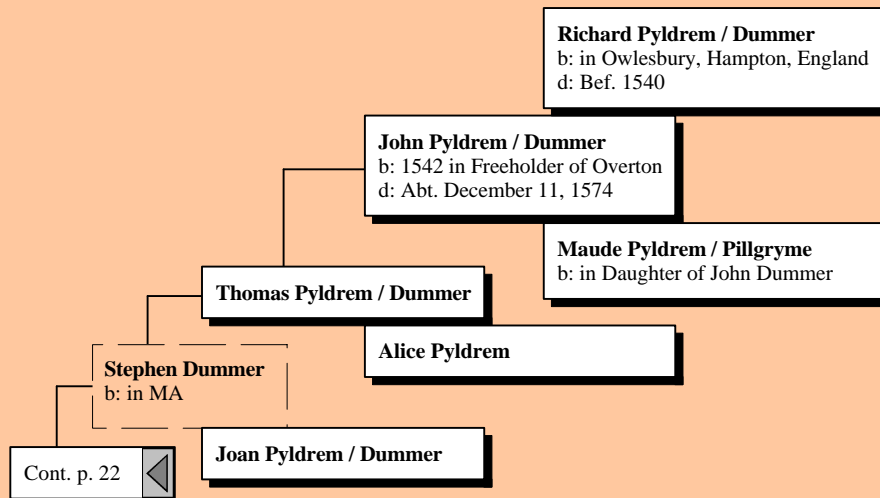 Richard Pyldrem / Dummer
b: in Owlesbury, Hampton, England
d: Bef. 1540
John Pyldrem / Dummer
b: 1542 in Freeholder of Overton
d: Abt. December 11, 1574
Maude Pyldrem / Pillgryme
b: in Daughter of John Dummer
Thomas Pyldrem / Dummer
Alice Pyldrem
Stephen Dummer
b: in MA
Joan Pyldrem / Dummer
Cont. p. 22